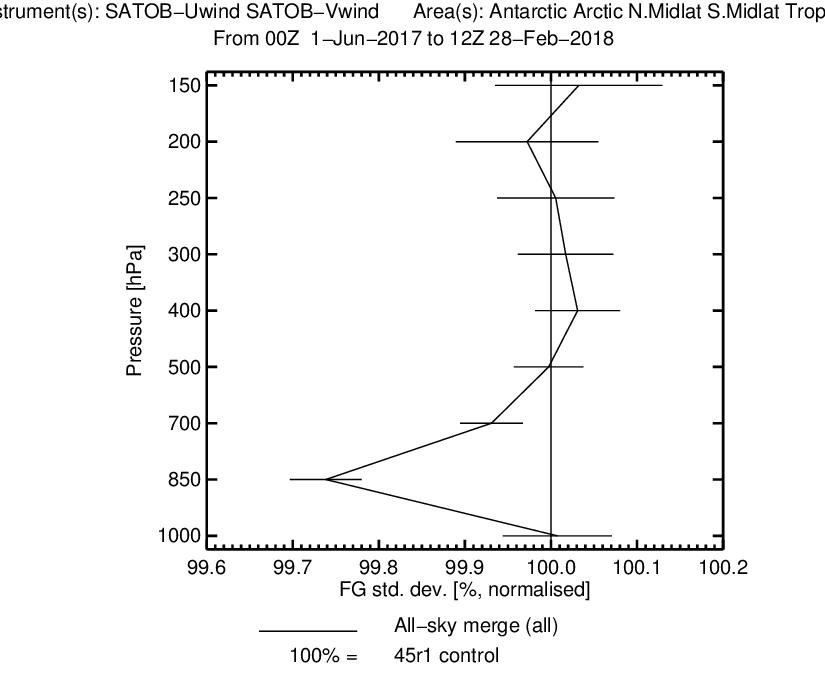 strument(s): SATOB−Uwind SATOB−Vwind Area(s): Antarctic Arctic N.Midlat S.Midlat Trop
From 00Z 1−Jun−2017 to 12Z 28−Feb−2018
150
200
250
300
400
500
700
850
1000
Pressure [hPa]
99.6 99.7 99.8 99.9 100.0 100.1 100.2
FG std. dev. [%, normalised]
All−sky merge (all)
100% = 45r1 control